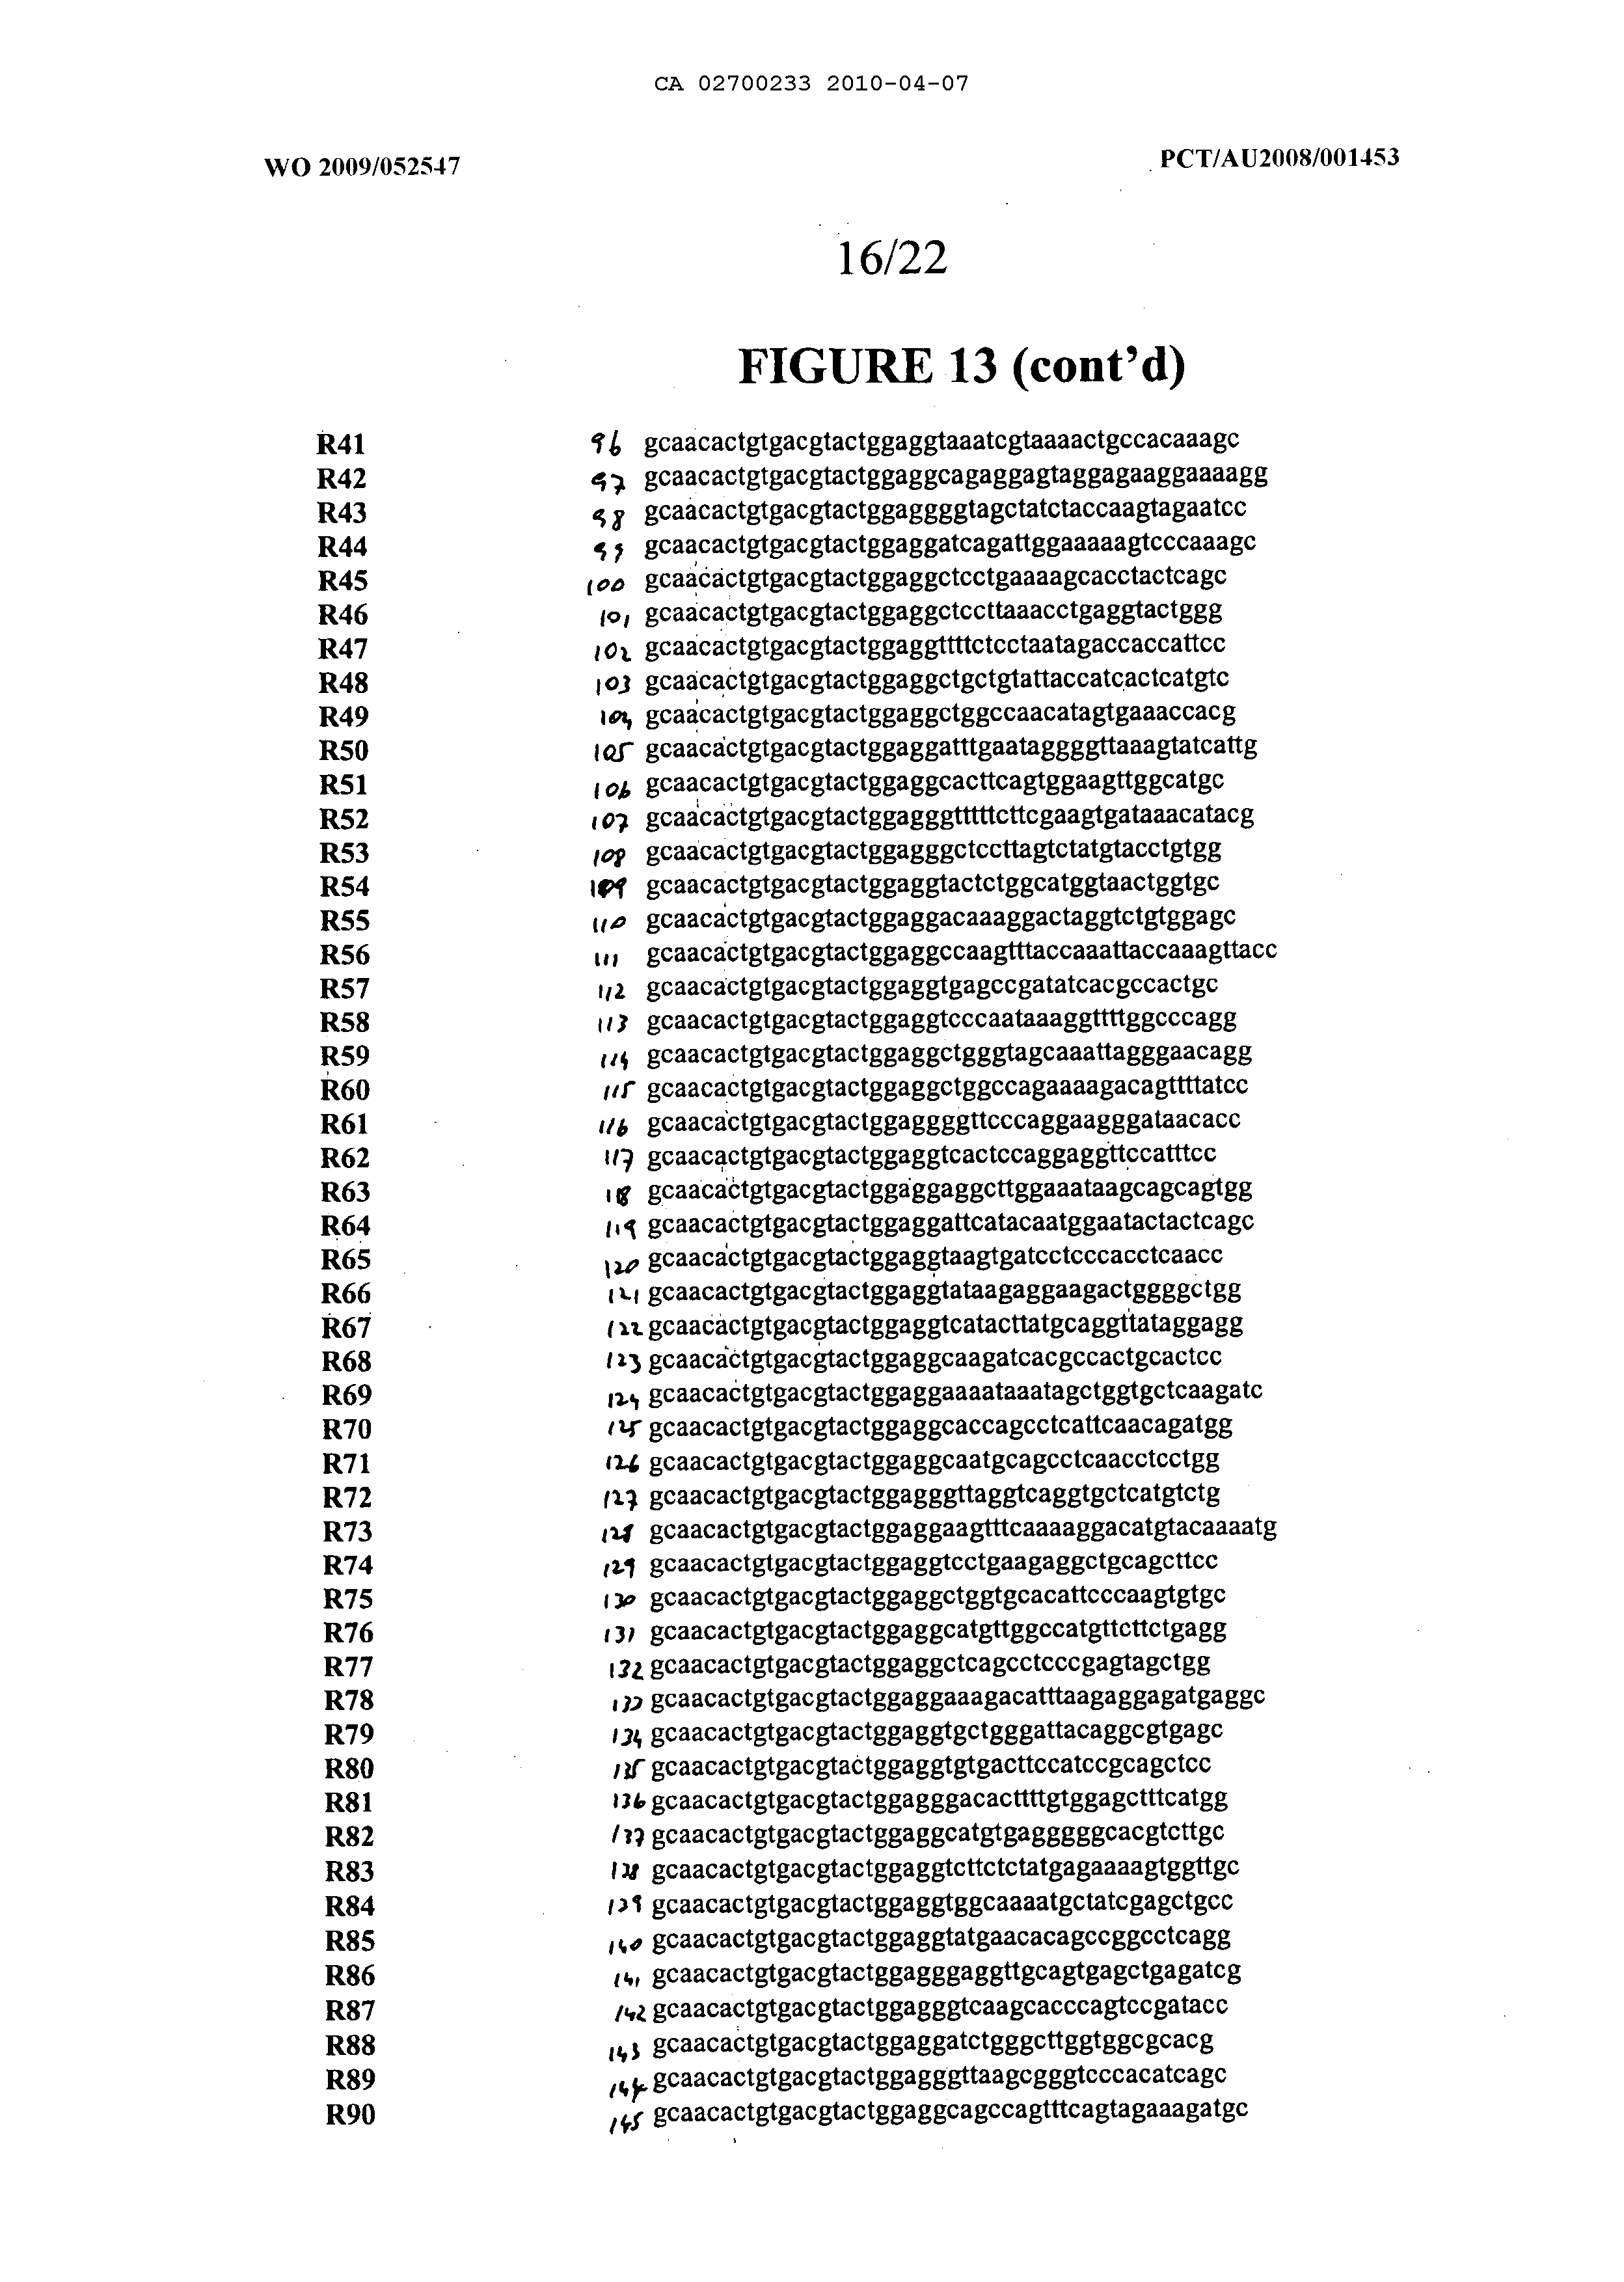 CA 02700233 2010-04-07
WO 2009/052547 PCT/AU2008/001453
16/22
FIGURE 13 (cont'd)
R41 96 gcaacactgtgacgtactggaggtaaatcgtaaaactgccacaaagc
R42 97 gcaacactgtgacgtactggaggcagaggagtaggagaaggaaaagg
R43 98 gcaacactgtgacgtactggaggggtagctatctaccaagtagaatcc
R44 99 gcaacactgtgacgtactggaggatcagattggaaaaagtcccaaagc
R45 100 gcaacactgtgacgtactggaggctcctgaaaagcacctactcagc
R46 101 gcaacactgtgacgtactggaggctccttaaacctgaggtactggg
R47 102 gcaacactgtgacgtactggaggttttctcctaatagaccaccattcc
R48 103 gcaacactgtgacgtactggaggctgctgtattaccatcactcatgtc
R49 104 gcaacactgtgacgtactggaggctggccaacatagtgaaaccacg
R50 105 gcaacactgtgacgtactggaggatttgaataggggttaaagtatcattg
R51 106 gcaacactgtgacgtactggaggcacttcagtggaagttggcatgc
R52 107 gcaacactgtgacgtactggagggtttttcttcgaagtgataaacatacg
R53 108 gcaacactgtgacgtactggagggctccttagtctatgtacctgtgg
R54 109 gcaacactgtgacgtactggaggtactctggcatggtaactggtgc
R55 110 gcaacactgtgacgtactggaggacaaaggactaggtctgtggagc
R56 111 gcaacactgtgacgtactggaggccaagtttaccaaattaccaaagttacc
R57 112 gcaacactgtgacgtactggaggtgagccgatatcacgccactgc
R58 113 gcaacactgtgacgtactggaggtcccaataaaggttttggcccagg
R59 114 gcaacactgtgacgtactggaggctgggtagcaaattagggaacagg
R60 115 gcaacactgtgacgtactggaggctggccagaaaagacagttttatcc
R61 116 gcaacactgtgacgtactggaggggttcccaggaagggataacacc
R62 117 gcaacactgtgacgtactggaggtcactccaggaggttccatttcc
R63 118 gcaacactgtgacgtactggaggaggcttggaaataagcagcagtgg
R64 119 gcaacactgtgacgtactggaggattcatacaatggaatactactcagc
R65 120 gcaacactgtgacgtactggaggtaagtgatcctcccacctcaacc
R66 121 gcaacactgtgacgtactggaggtataagaggaagactggggctgg
R67 122 gcaacactgtgacgtactggaggtcatacttatgcaggttataggagg
R68 123 gcaacactgtgacgtactggaggcaagatcacgccactgcactcc
R69 124 gcaacactgtgacgtactggaggaaaataaatagctggtgctcaagatc
R70 125 gcaacactgtgacgtactggaggcaccagcctcattcaacagatgg
R71 126 gcaacactgtgacgtactggaggcaatgcagcctcaacctcctgg
R72 127 gcaacactgtgacgtactggagggttaggtcaggtgctcatgtctg
R73 128 gcaacactgtgacgtactggaggaagtttcaaaaggacatgtacaaaatg
R74 129 gcaacactgtgacgtactggaggtcctgaagaggctgcagcttcc
R75 130 gcaacactgtgacgtactggaggctggtgcacattcccaagtgtgc
R76 131 gcaacactgtgacgtactggaggcatgttggccatgttcttctgagg
R77 132 gcaacactgtgacgtactggaggctcagcctcccgagtagctgg
R78 133 gcaacactgtgacgtactggaggaaagacatttaagaggagatgaggc
R79 134 gcaacactgtgacgtactggaggtgctgggattacaggcgtgagc
R80 135 gcaacactgtgacgtactggaggtgtgacttccatccgcagctcc
R81 136 gcaacactgtgacgtactggagggacacttttgtggagctttcatgg
R82 137 gcaacactgtgacgtactggaggcatgtgagggggcacgtcttgc
R83 138 gcaacactgtgacgtactggaggtcttctctatgagaaaagtggttgc
R84 139 gcaacactgtgacgtactggaggtggcaaaatgctatcgagctgcc
R85 140 gcaacactgtgacgtactggaggtatgaacacagccggcctcagg
R86 141 gcaacactgtgacgtactggagggaggttgcagtgagctgagatcg
R87 142 gcaacactgtgacgtactggagggtcaagcacccagtccgatacc
R88 143 gcaacactgtgacgtactggaggatctgggcttggtggcgcacg
R89 144 gcaacactgtgacgtactggagggttaagcgggtcccacatcagc
R90 145 gcaacactgtgacgtactggaggcagccagtttcagtagaaagatgc